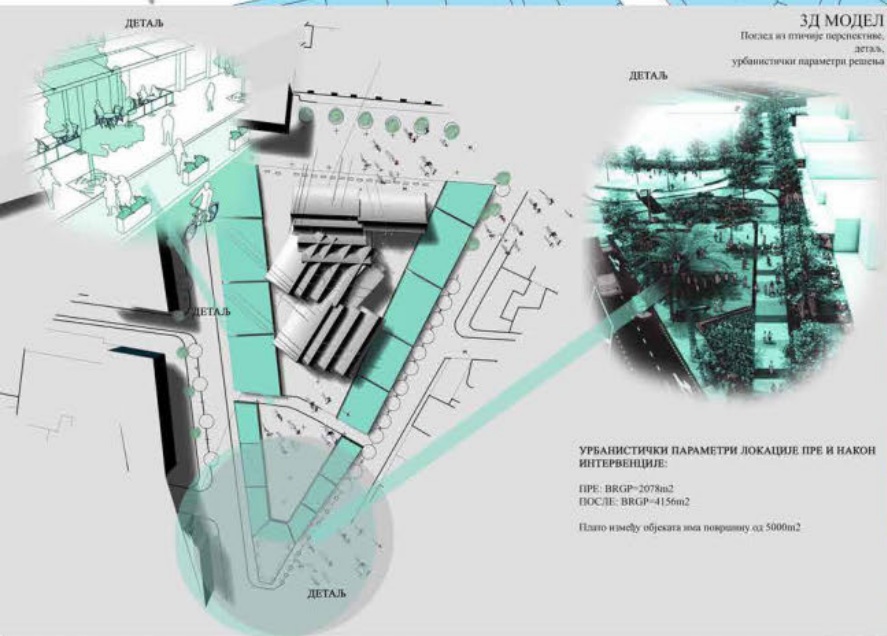 ДЕТАЉ
3Д МОДЕЛ
Поглед из птичије перспективе,
детаљ,
урбанистички параметри решења
ДЕТАЉ
ДЕТАЉ
УРБАНИСТИЧКИ ПАРАМЕТРИ ЛОКАЦИЈЕ ПРЕ И НАКОН
ИНТЕРВЕНЦИЈЕ:
ПРЕ: BRGP=2078m2
ПОСЛЕ: BRGP=4156m2
Плато између објеката има површину од 5000m2
ДЕТАЉ